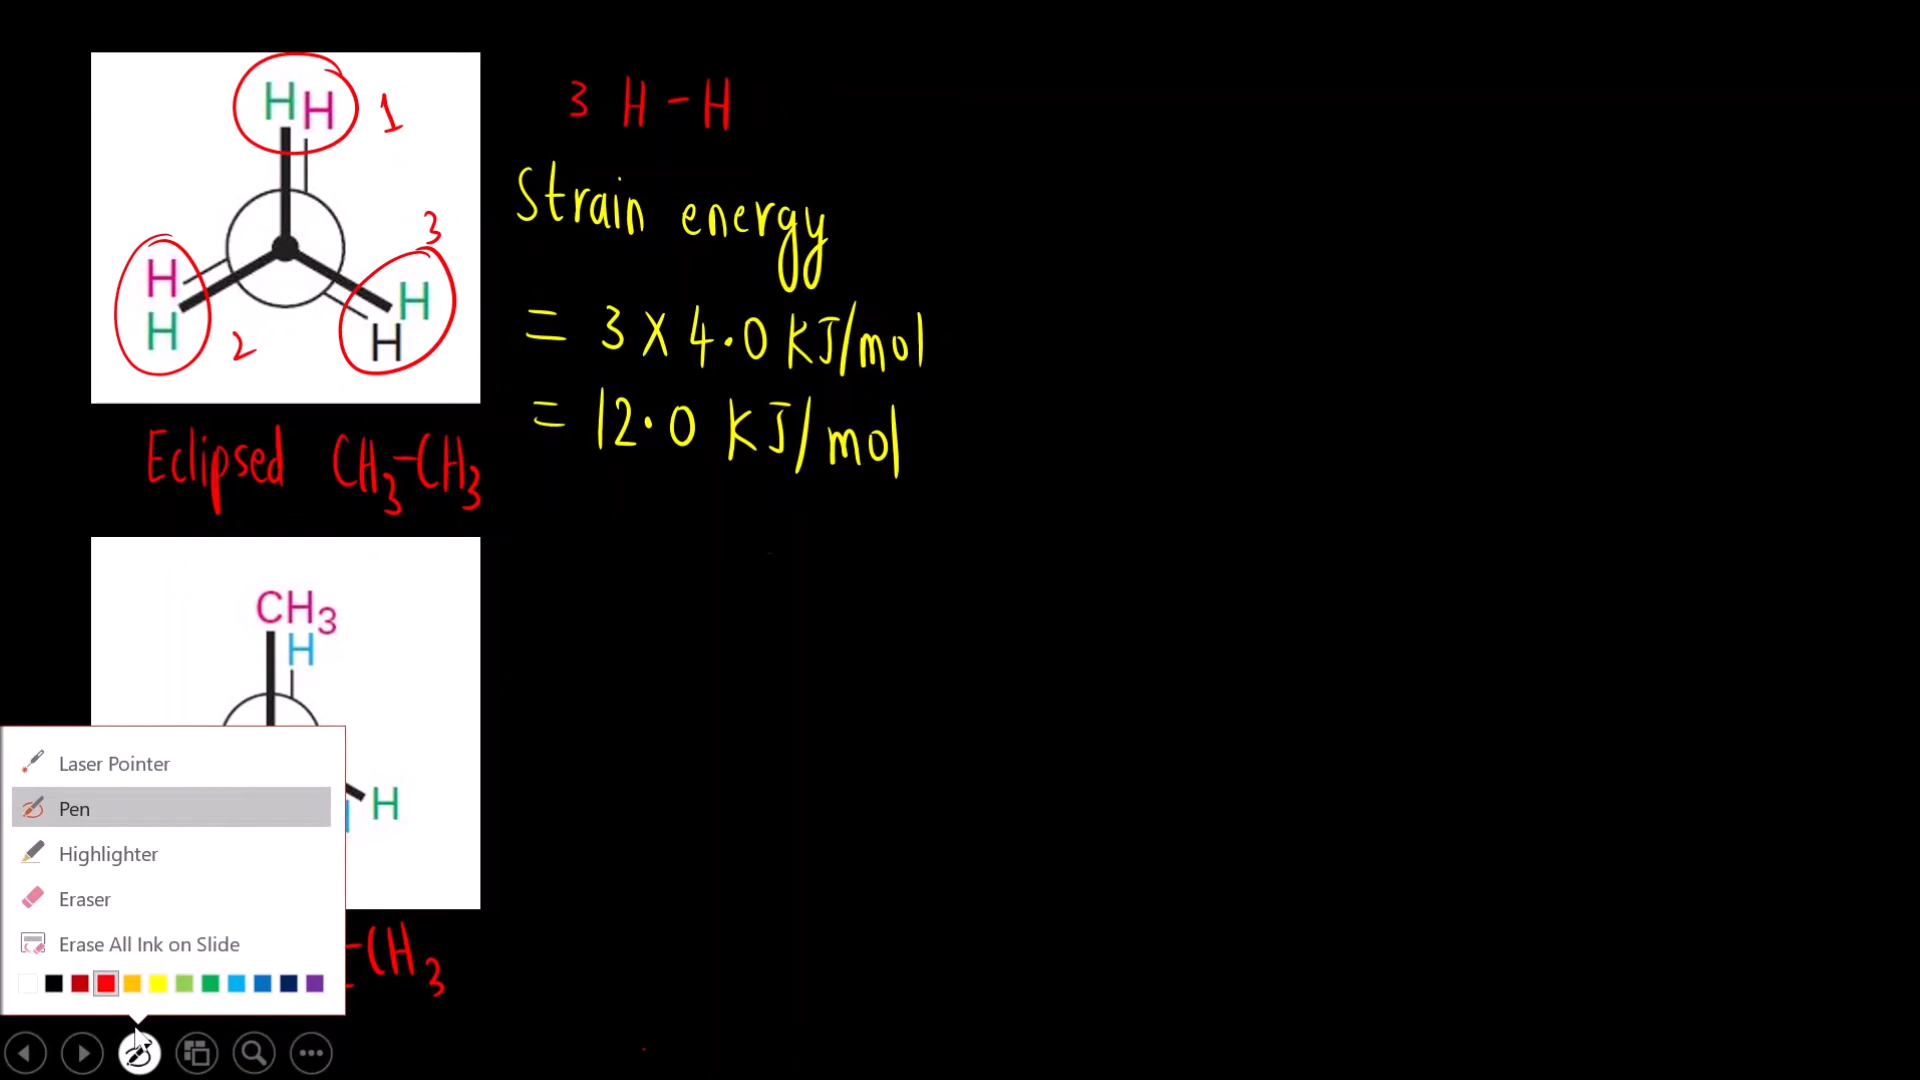 H H 1
3 H - H
Strain energy
3
H H
H H
2
= 3 X 4.0 KJ/mol
= 12.0 KJ/mol
Eclipsed CH3-CH3
CH3
H
H
Laser Pointer
Pen
Highlighter
Eraser
Erase All Ink on Slide
-CH3